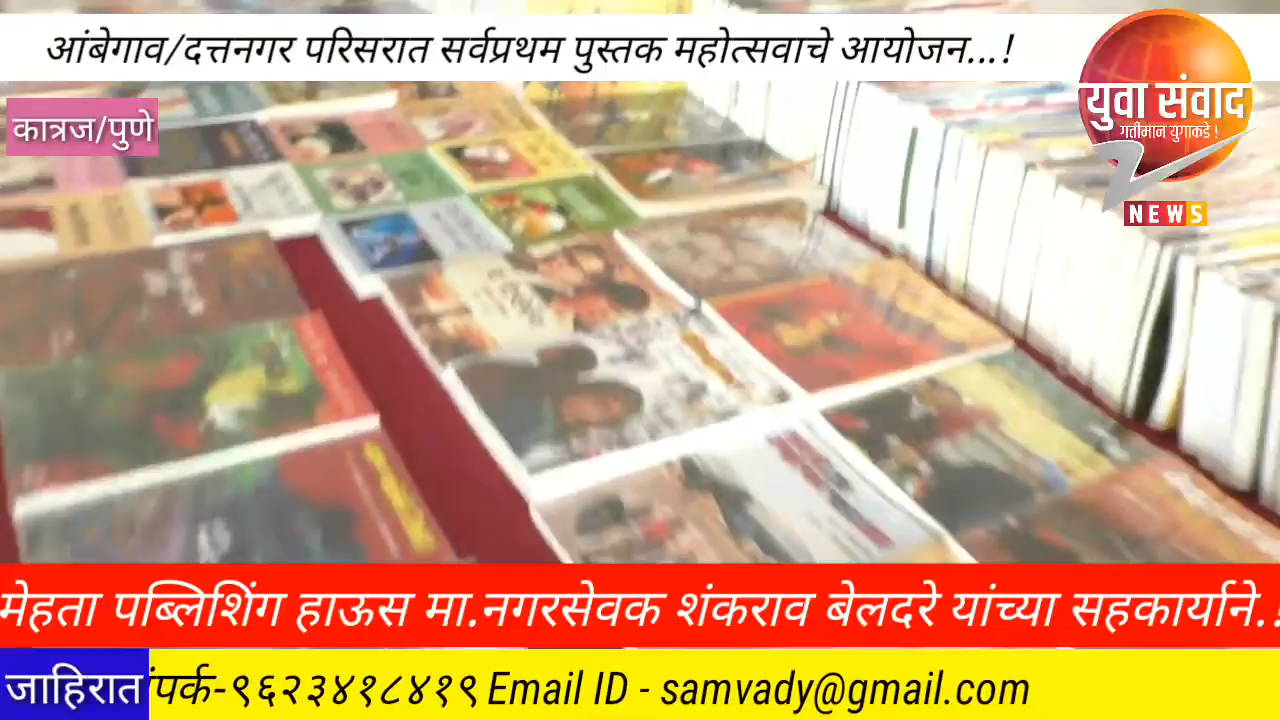 आंबेगाव/दत्तनगर परिसरात सर्वप्रथम पुस्तक महोत्सवाचे आयोजन...!
युवा संवाद
गतीमान युगाकडे !
NEWS
कात्रज/पुणे
मेहता पब्लिशिंग हाऊस मा.नगरसेवक शंकराव बेलदरे यांच्या सहकार्याने..
जाहिरात ंपर्क-९६२३४१८४१९ Email ID - samvady@gmail.com